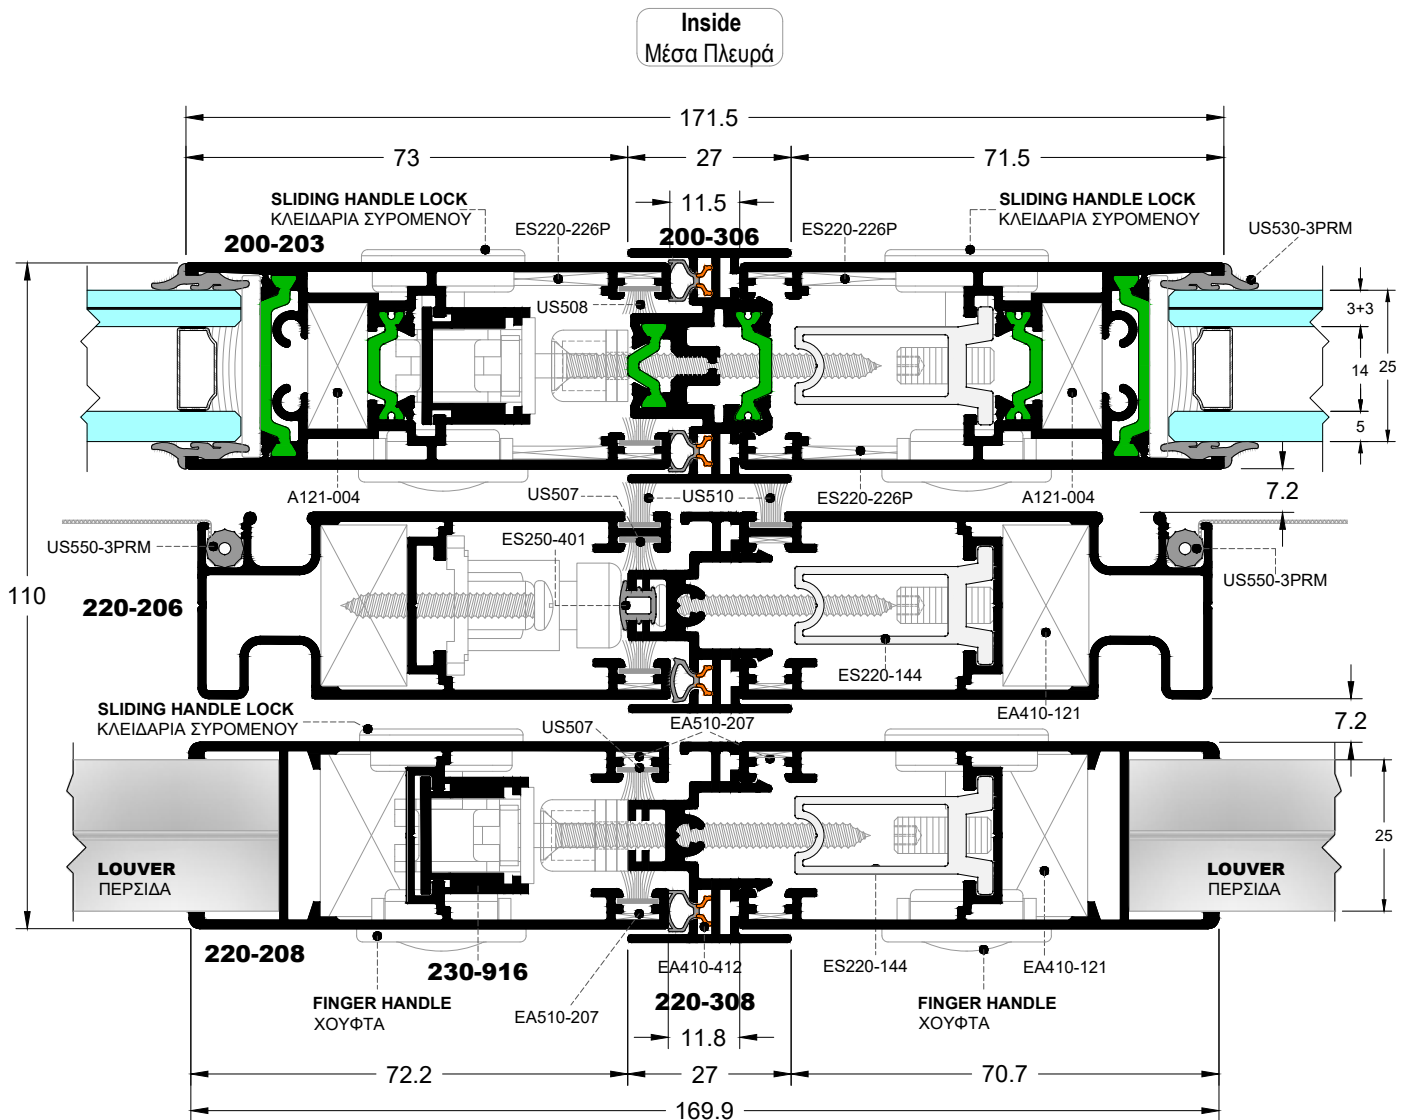 Inside
Μέσα Πλευρά
171.5
73
27
71.5
11.5
SLIDING HANDLE LOCK
ΚΛΕΙΔΑΡΙΑ ΣΥΡΟΜΕΝΟΥ
SLIDING HANDLE LOCK
ΚΛΕΙΔΑΡΙΑ ΣΥΡΟΜΕΝΟΥ
200-203
ES220-226P
200-306
ES220-226P
US530-3PRM
US508
3+3
14
25
5
A121-004
US507
US510
ES220-226P
A121-004
7.2
US550-3PRM
ES250-401
US550-3PRM
110
220-206
ES220-144
EA410-121
SLIDING HANDLE LOCK
ΚΛΕΙΔΑΡΙΑ ΣΥΡΟΜΕΝΟΥ
US507
EA510-207
7.2
25
LOUVER
ΠΕΡΣΙΔΑ
LOUVER
ΠΕΡΣΙΔΑ
220-208
230-916
EA410-412
220-308
ES220-144
EA410-121
FINGER HANDLE
ΧΟΥΦΤΑ
EA510-207
FINGER HANDLE
ΧΟΥΦΤΑ
11.8
72.2
27
70.7
169.9